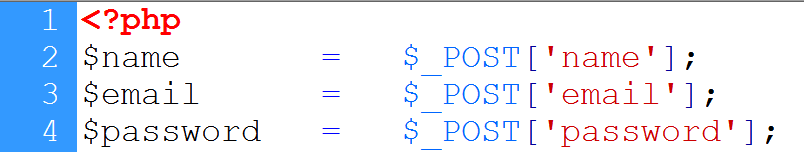 1 <?php
2 $name = $_POST['name'];
3 $email = $_POST['email'];
4 $password = $_POST['password'];